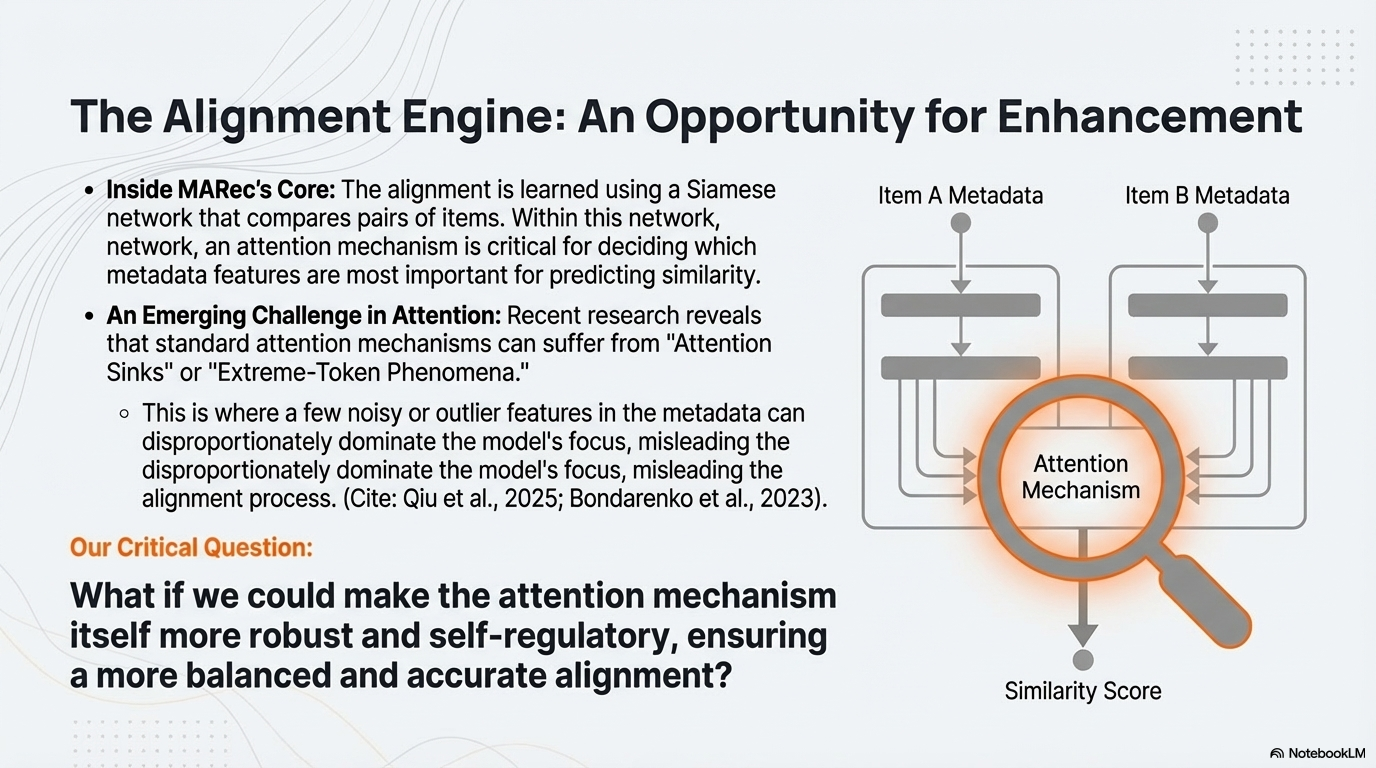 The Alignment Engine: An Opportunity for Enhancement
• Inside MARec's Core: The alignment is learned using a Siamese
network that compares pairs of items. Within this network,
network, an attention mechanism is critical for deciding which
metadata features are most important for predicting similarity.
• An Emerging Challenge in Attention: Recent research reveals
that standard attention mechanisms can suffer from "Attention
Sinks" or "Extreme-Token Phenomena."
○ This is where a few noisy or outlier features in the metadata can
disproportionately dominate the model's focus, misleading the
disproportionately dominate the model's focus, misleading the
alignment process. (Cite: Qiu et al., 2025; Bondarenko et al., 2023).
Our Critical Question:
What if we could make the attention mechanism
itself more robust and self-regulatory, ensuring
a more balanced and accurate alignment?
Item A Metadata
Item B Metadata
Attention
Mechanism
Similarity Score
NotebookLM